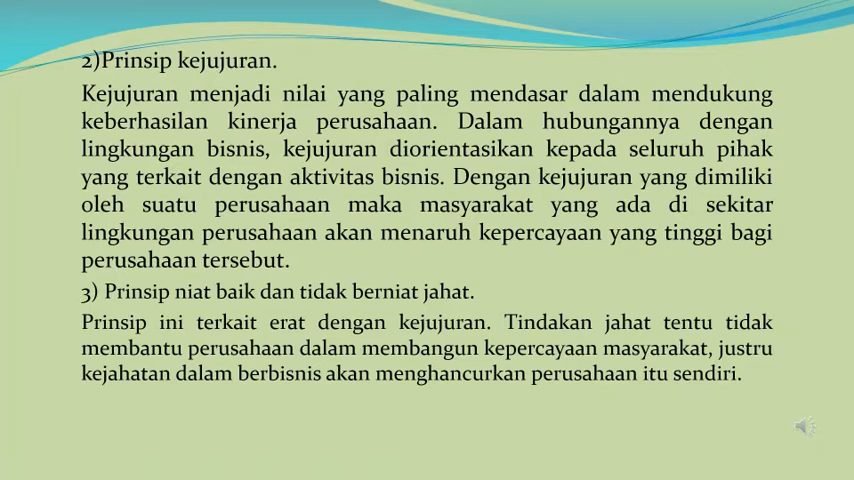 2)Prinsip kejujuran.
Kejujuran menjadi nilai yang paling mendasar dalam mendukung
keberhasilan kinerja perusahaan. Dalam hubungannya dengan
lingkungan bisnis, kejujuran diorientasikan kepada seluruh pihak
yang terkait dengan aktivitas bisnis. Dengan kejujuran yang dimiliki
oleh suatu perusahaan maka masyarakat yang ada di sekitar
lingkungan perusahaan akan menaruh kepercayaan yang tinggi bagi
perusahaan tersebut.
3) Prinsip niat baik dan tidak berniat jahat.
Prinsip ini terkait erat dengan kejujuran. Tindakan jahat tentu tidak
membantu perusahaan dalam membangun kepercayaan masyarakat, justru
kejahatan dalam berbisnis akan menghancurkan perusahaan itu sendiri.